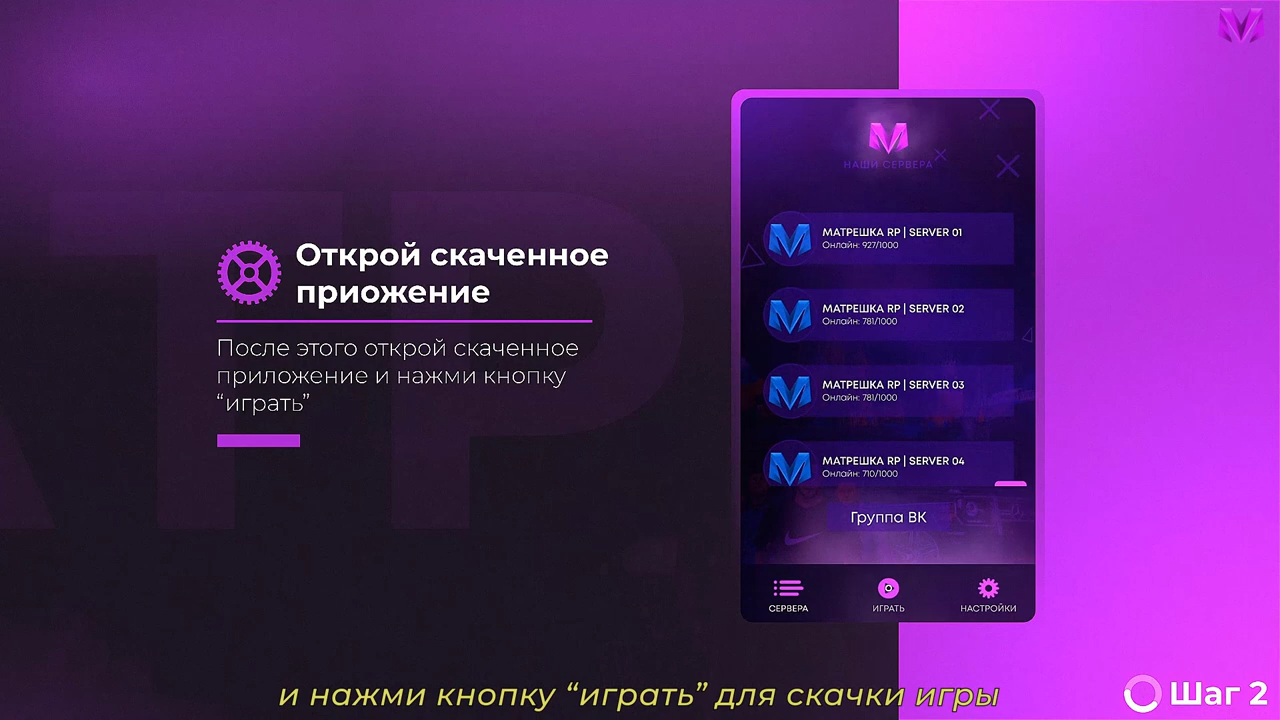 Открой скаченное
приожение
После этого открой скаченное
приложение и нажми кнопку
“играть”
НАШИ СЕРВЕРА
МАТРЕШКА RP | SERVER 01
Онлайн: 927/1000
МАТРЕШКА RP | SERVER 02
Онлайн: 781/1000
МАТРЕШКА RP | SERVER 03
Онлайн: 781/1000
МАТРЕШКА RP | SERVER 04
Онлайн: 710/1000
Группа ВК
СЕРВЕРА
ИГРАТЬ
НАСТРОЙКИ
и нажми кнопку “играть” для скачки игры
Шаг 2